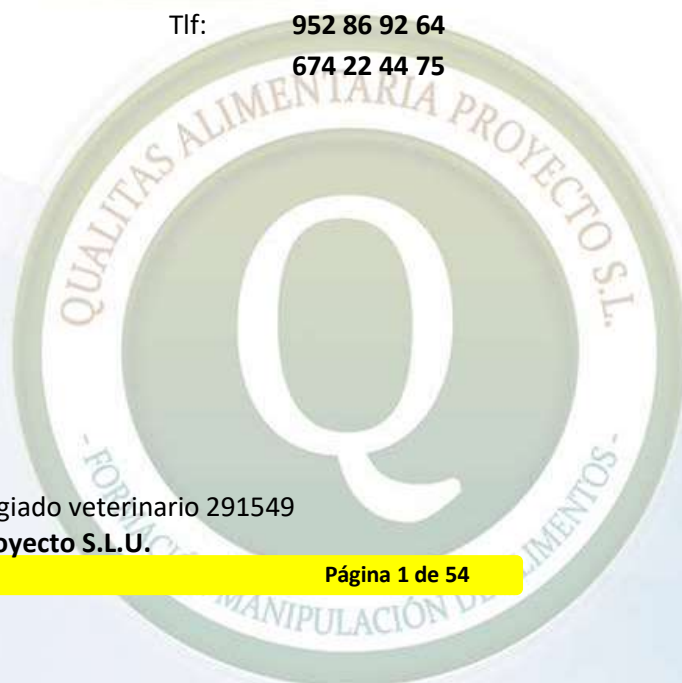 Tlf: 952 86 92 64
674 22 44 75
QUALITAS ALIMENTARIA PROYECTO S.L.
Q
giado veterinario 291549
oyecto S.L.U.
Página 1 de 54
- FORMACIÓN MANIPULACIÓN DE ALIMENTOS -